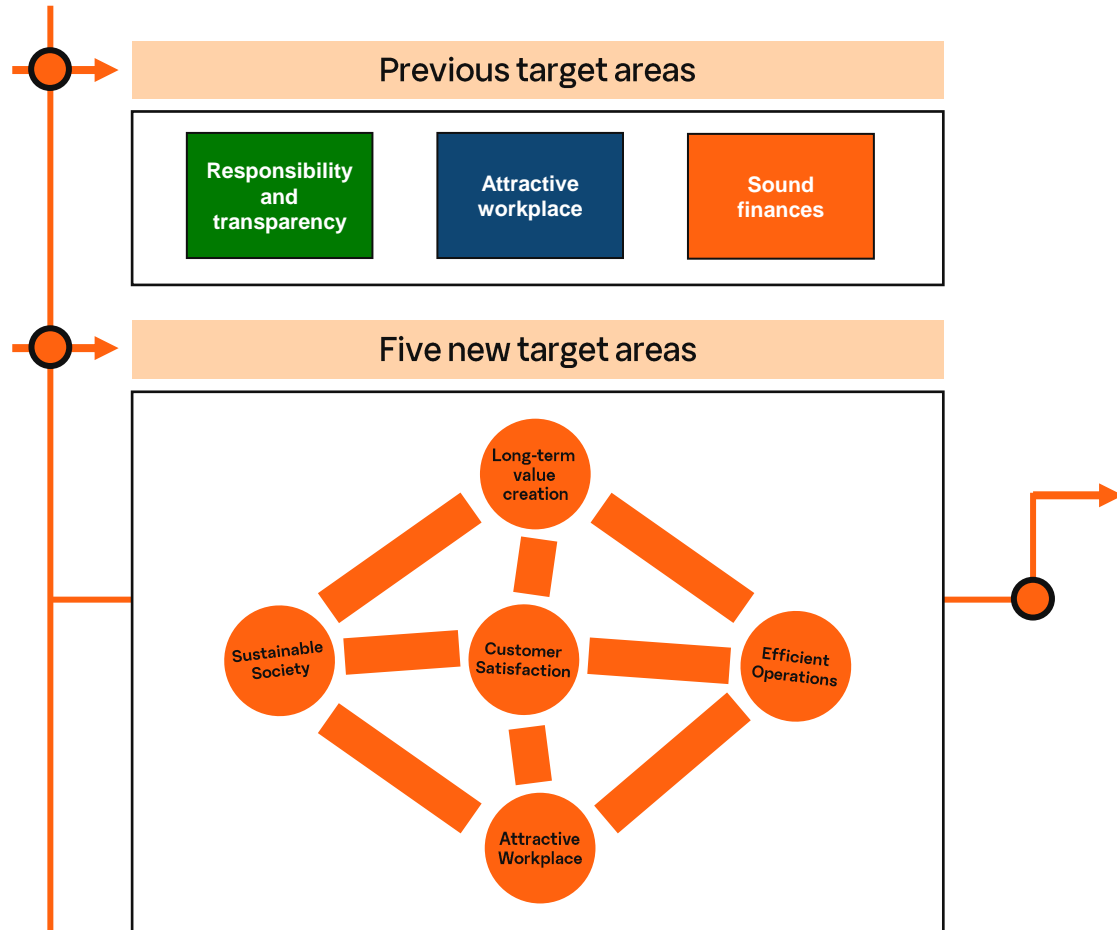 Previous target areas
Responsibility
and
transparency
Attractive
workplace
Sound
finances
Five new target areas
Long-term
value
creation
Sustainable
Society
Customer
Satisfaction
Efficient
Operations
Attractive
Workplace